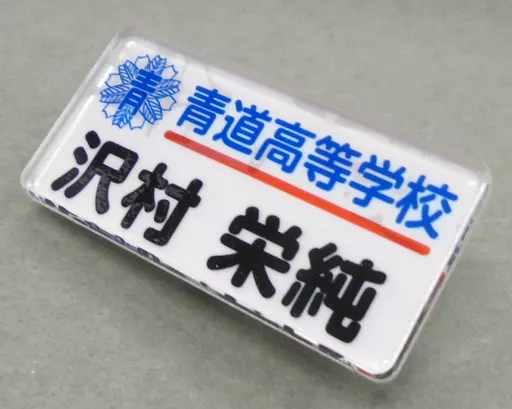 青
青道高等学校
沢村 栄純